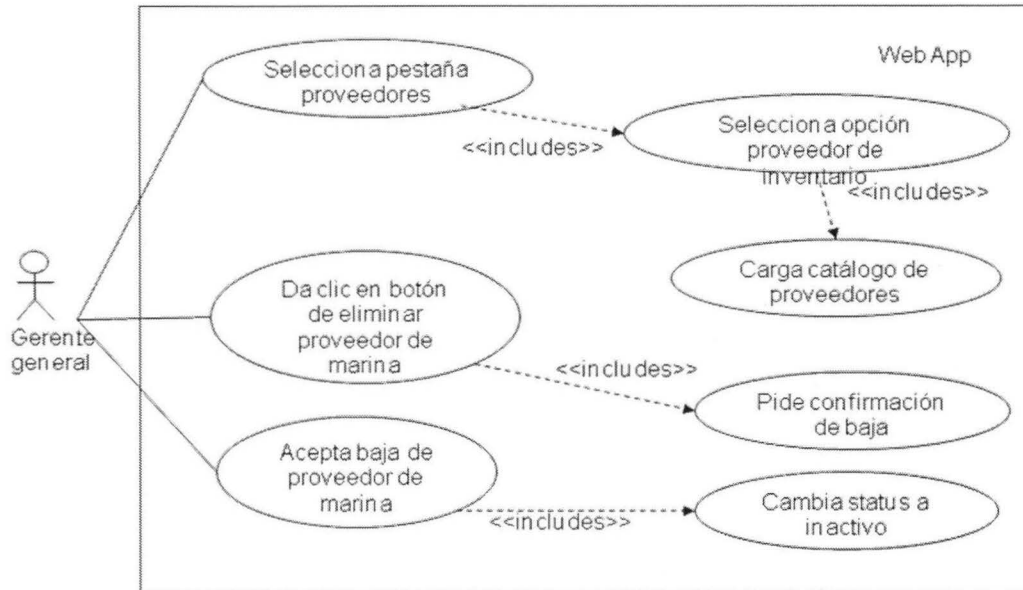 Web App
Selecciona pestaña
proveedores
<<includes>>
Selecciona opción
proveedor de
inventario
<<includes>>
Carga catálogo de
proveedores
Gerente
general
Da clic en botón
de eliminar
proveedor de
marina
<<includes>>
Pide confirmación
de baja
Acepta baja de
proveedor de
marina
<<includes>>
Cambia status a
inactivo